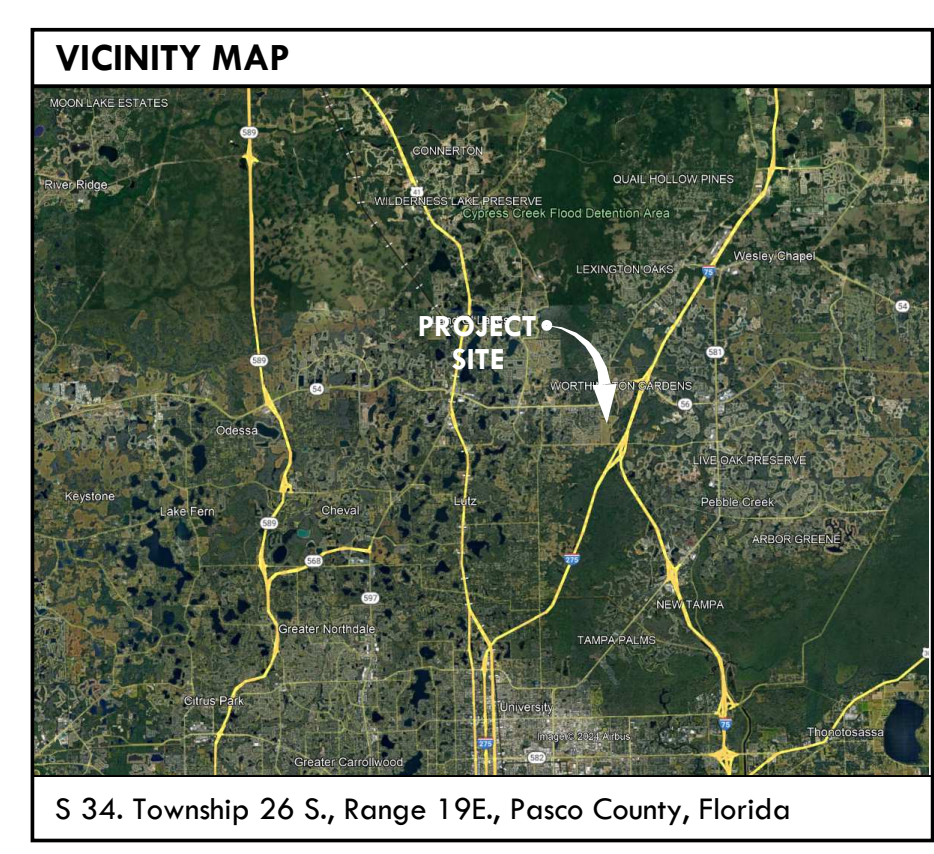 VICINITY MAP
MOON LAKE ESTATES
589
CONNERTON
River Ridge
41
QUAIL HOLLOW PINES
WILDERNESS LAKE PRESERVE
Cypress Creek Flood Detention Area
Wesley Chapel
LEXINGTON OAKS
75
54
PROJECT
SITE
581
589
54
WORTHINGTON GARDENS
56
Odessa
LIVE OAK PRESERVE
Keystone
Lake Fern
Cheval
Lutz
Pebble Creek
589
ARBOR GREENE
568
275
597
NEW TAMPA
Greater Northdale
TAMPA PALMS
Citrus Park
University
75
Thonotosassa
275
Image © 2024 Airbus
582
Greater Carrollwood
S 34. Township 26 S., Range 19E., Pasco County, Florida